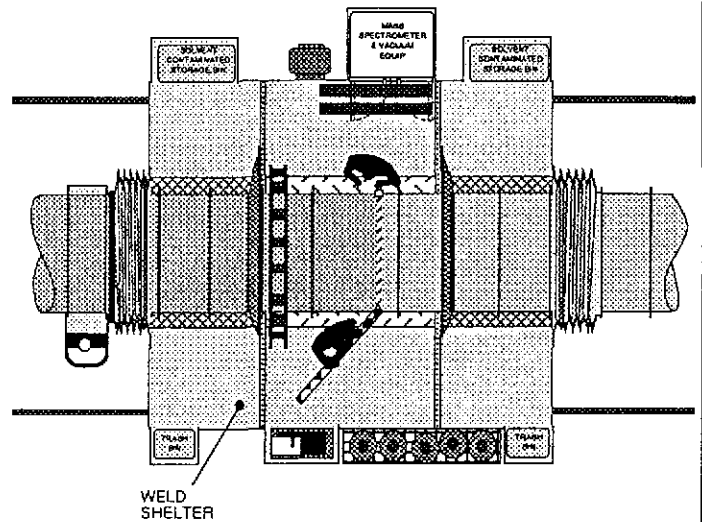 SOLVENT
CONTAMINATED
STORAGE BIN
MASS
SPECTROMETER
& VACUUM
EQUIP
SOLVENT
CONTAMINATED
STORAGE BIN
TRASH
BIN
TRASH
BIN
WELD
SHELTER